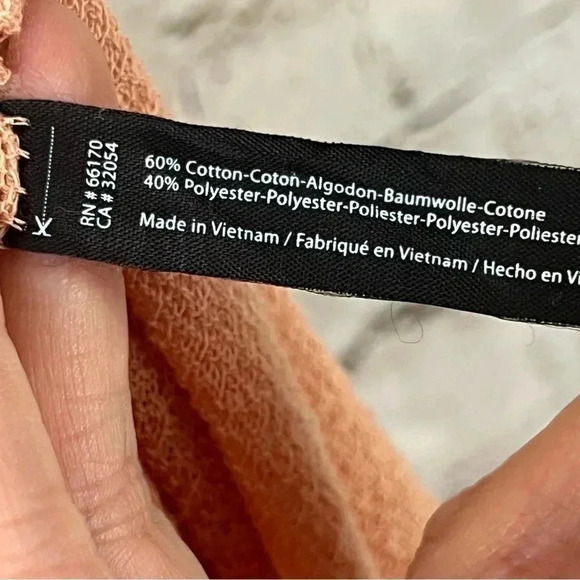 RN # 66170
CA # 32054
60% Cotton-Coton-Algodon-Baumwolle-Cotone
40% Polyester-Polyester-Poliester-Polyester-Poliester
Made in Vietnam / Fabriqué en Vietnam / Hecho en Vi